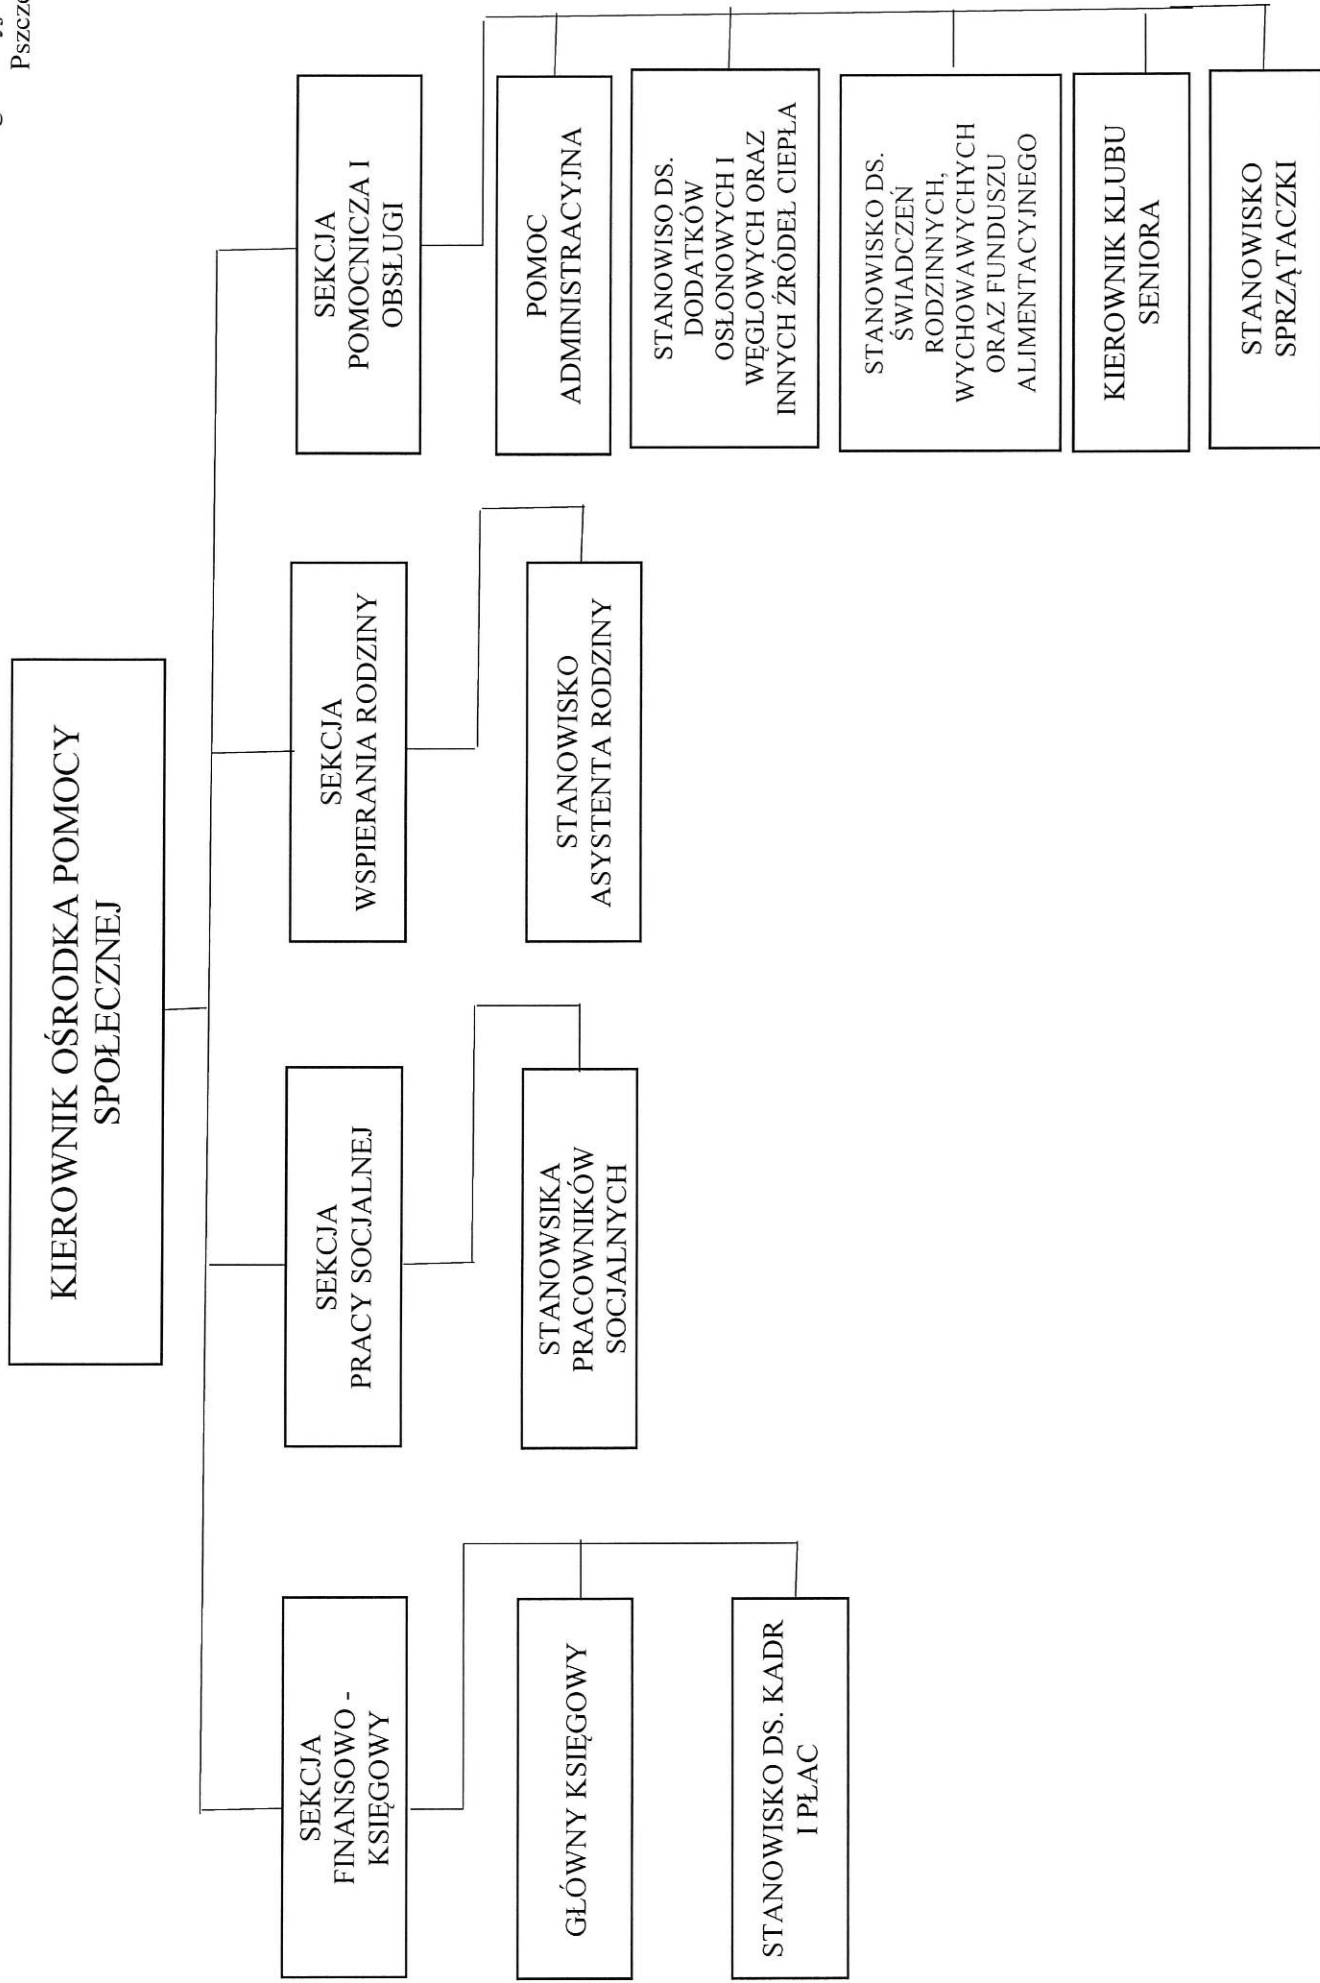 KIEROWNIK OŚRODKA POMOCY
SPOŁECZNEJ
SEKCJA
FINANSOWO -
KSIĘGOWY
GŁÓWNY KSIĘGOWY
STANOWISKO DS. KADR
I PŁAC
SEKCJA
PRACY SOCJALNEJ
STANOWSIKA
PRACOWNIKÓW
SOCJALNYCH
SEKCJA
WSPIERANIA RODZINY
STANOWISKO
ASYSTENTA RODZINY
SEKCJA
POMOCNICZA I
OBSŁUGI
POMOC
ADMINISTRACYJNA
STANOWISO DS.
DODATKÓW
OSŁONOWYCH I
WĘGLOWYCH ORAZ
INNYCH ŹRÓDEŁ CIEPŁA
STANOWISKO DS.
ŚWIADCZEŃ
RODZINNYCH,
WYCHOWAWYCHYCH
ORAZ FUNDUSZU
ALIMENTACYJNEGO
KIEROWNIK KLUBU
SENIORA
STANOWISKO
SPRZĄTACZKI